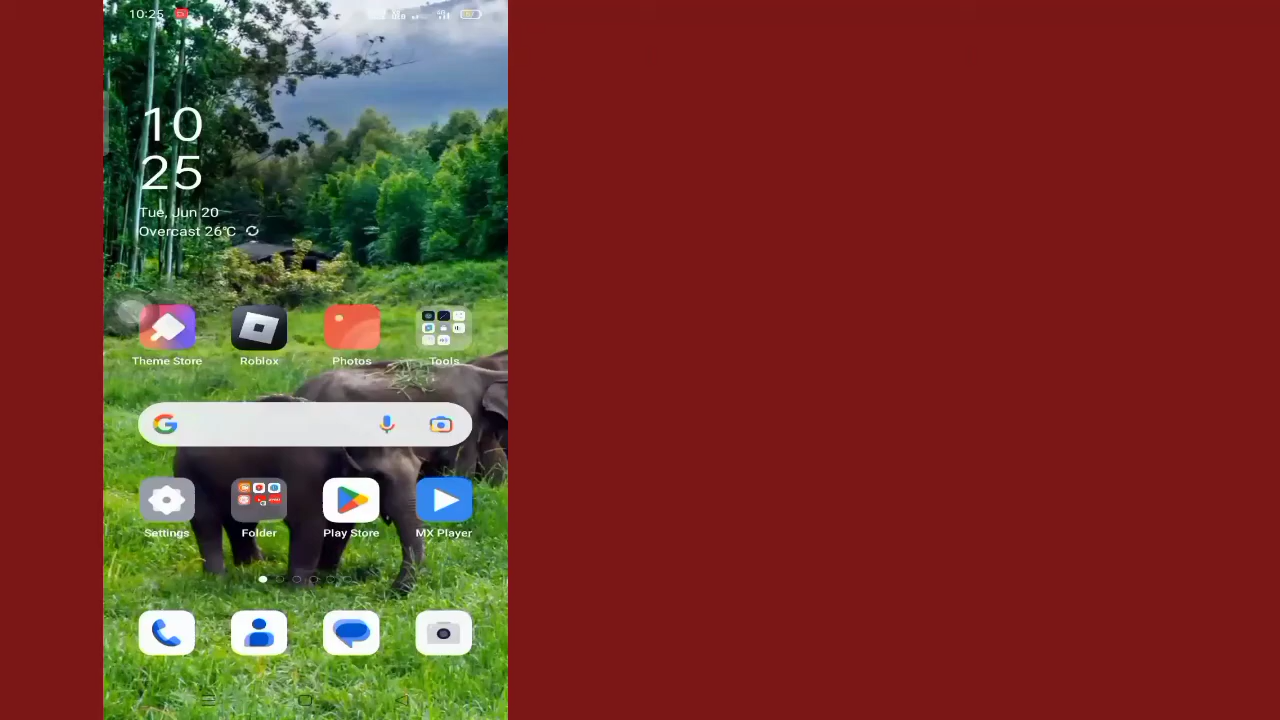 10:25
10
25
Tue, Jun 20
Overcast 26°C
Theme Store
Roblox
Photos
Tools
Settings
Folder
Play Store
MX Player